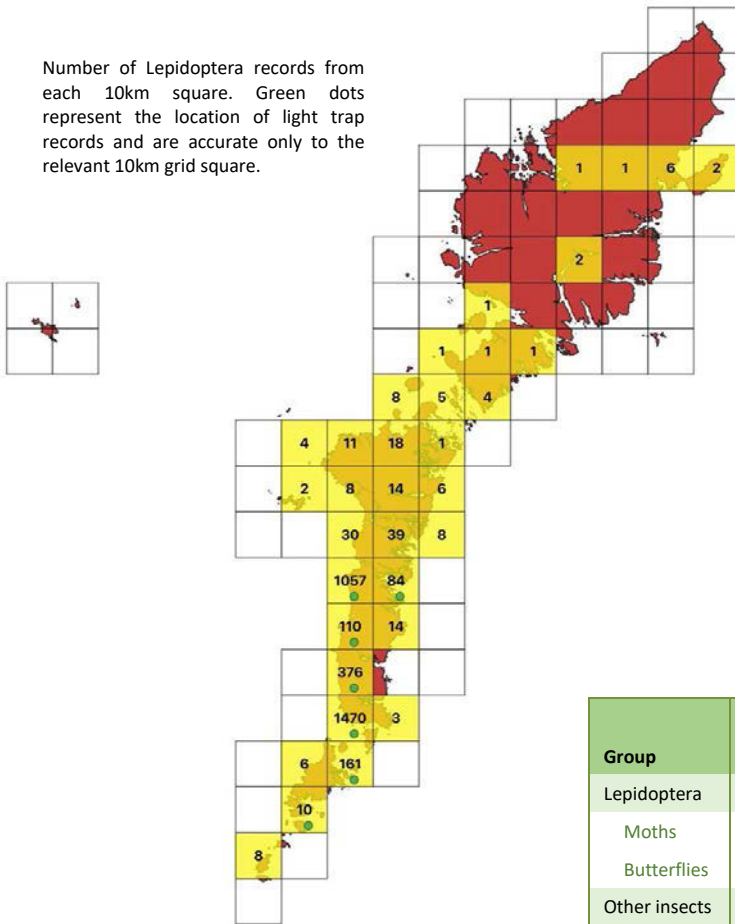 Number of Lepidoptera records from
each 10km square. Green dots
represent the location of light trap
records and are accurate only to the
relevant 10km grid square.
1 1 6 2
2
1
1 1 1
8 5 4
4 11 18 1
2 8 14 6
30 39 8
1057 84
110 14
376
1470 3
6 161
10
8
Group
Lepidoptera
Moths
Butterflies
Other insects